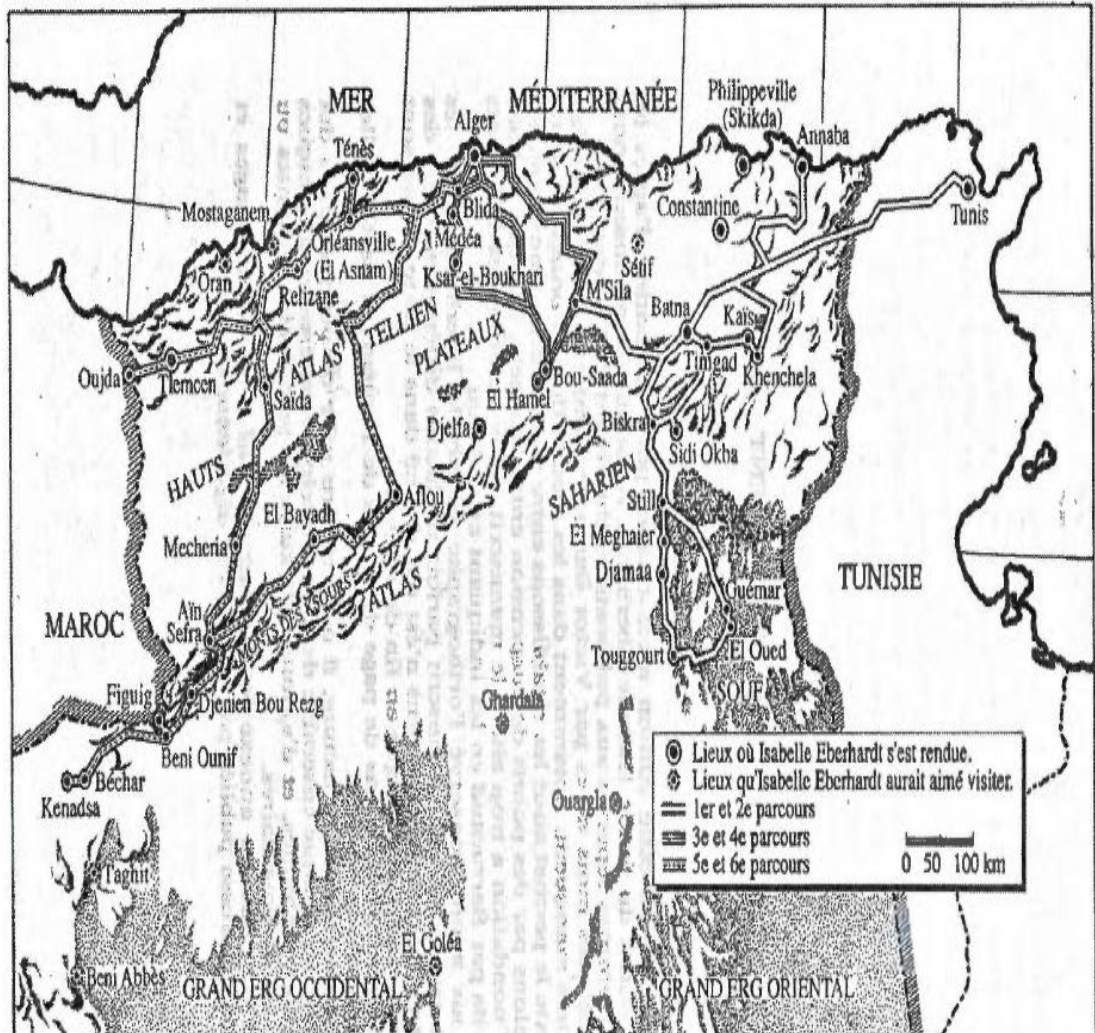 MER MÉDITERRANÉE
Philippeville
(Skikda)
Annaba
Alger
Ténès
Tunis
Mostaganem
Blida
Constantine
Orléansville
(El Asnam)
Médéa
Sétif
Oran
Ksar-el-Boukhari
Relizane
M'Sila
Batna
Kaïs
ATLAS TELLIEN
PLATEAUX
Timgad
Khenchela
Oujda
Tlemcen
Saïda
Bou-Saada
El Hamel
Biskra
Djelfa
Sidi Okba
HAUTS
SAHARIEN
Aflou
Still
El Bayadh
El Meghaier
Mecheria
Djamaa
TUNISIE
Guémar
MONTS DES KSOURS
ATLAS
MAROC
Aïn
Sefra
El Oued
Touggourt
SOUF
Figuig
Djenien Bou Rezg
Ghardaïa
Beni Ounif
Lieux où Isabelle Eberhardt s'est rendue.
Lieux qu'Isabelle Eberhardt aurait aimé visiter.
1er et 2e parcours
3e et 4e parcours
5e et 6e parcours
0 50 100 km
Béchar
Kenadsa
Ouargla
Taghit
El Goléa
Beni Abbès
GRAND ERG OCCIDENTAL
GRAND ERG ORIENTAL